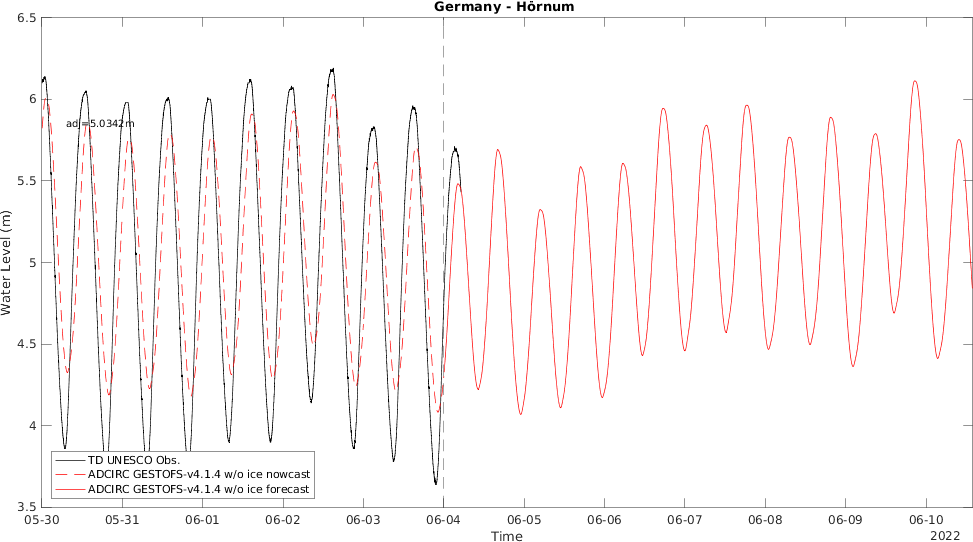 Germany - Hörnum
6.5
6
5.5
5
4.5
4
3.5
Water Level (m)
ad =5.0342m
TD UNESCO Obs.
ADCIRC GESTOFS-v4.1.4 w/o ice nowcast
ADCIRC GESTOFS-v4.1.4 w/o ice forecast
05-30 05-31 06-01 06-02 06-03 06-04 06-05 06-06 06-07 06-08 06-09 06-10
2022
Time